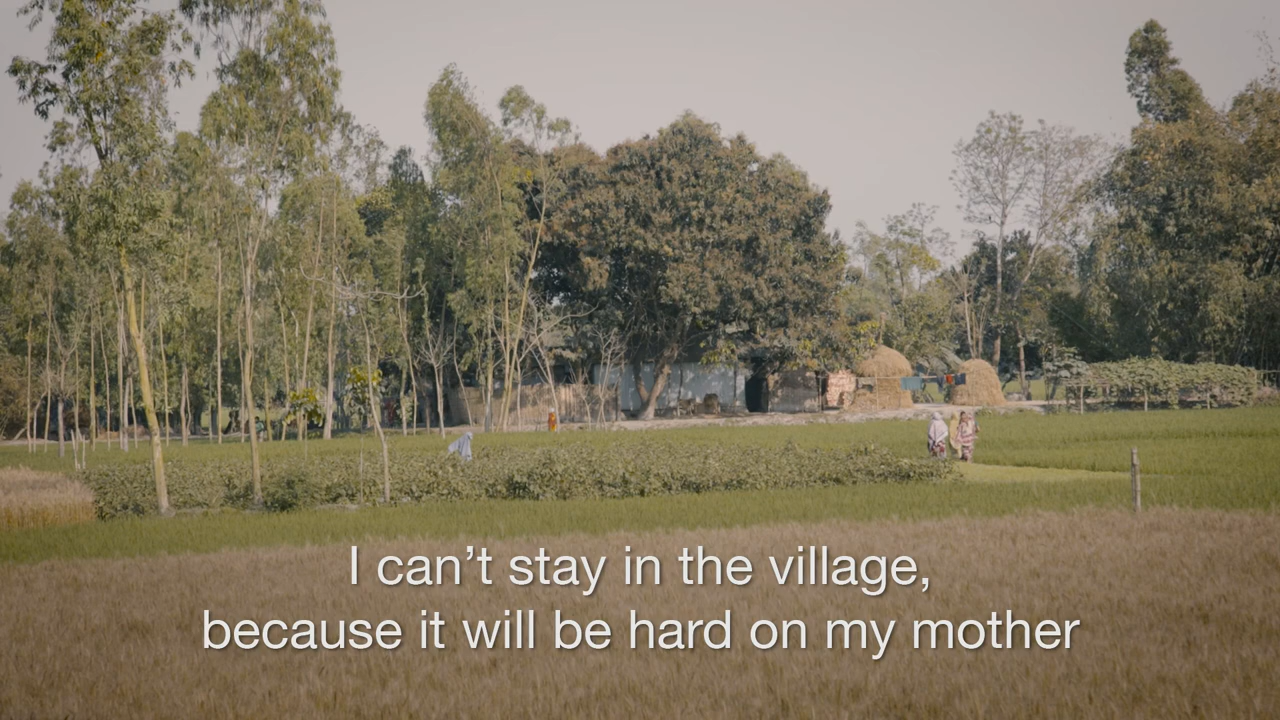 I can’t stay in the village,
because it will be hard on my mother